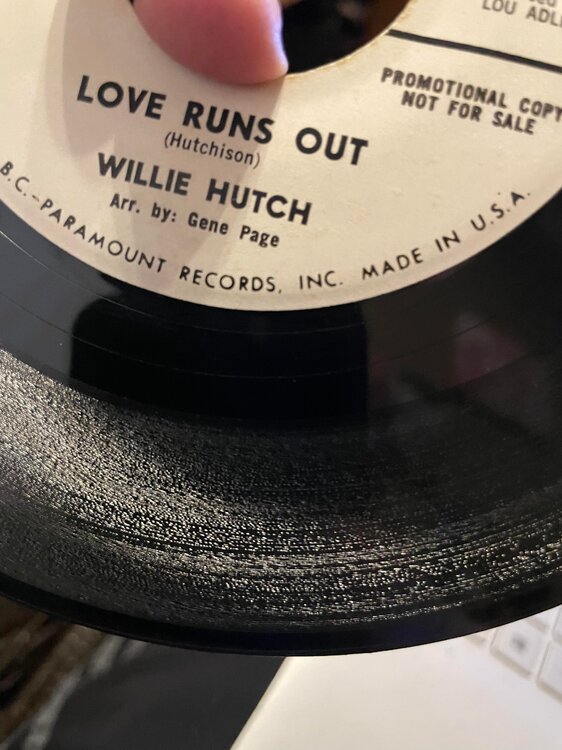 LOU
PROMOTIONAL COPY
NOT FOR SALE
LOVE RUNS OUT
(Hutchison)
WILLIE HUTCH
Arr. by: Gene Page
B.C.-PARAMOUNT RECORDS, INC. MADE IN U.S.A.